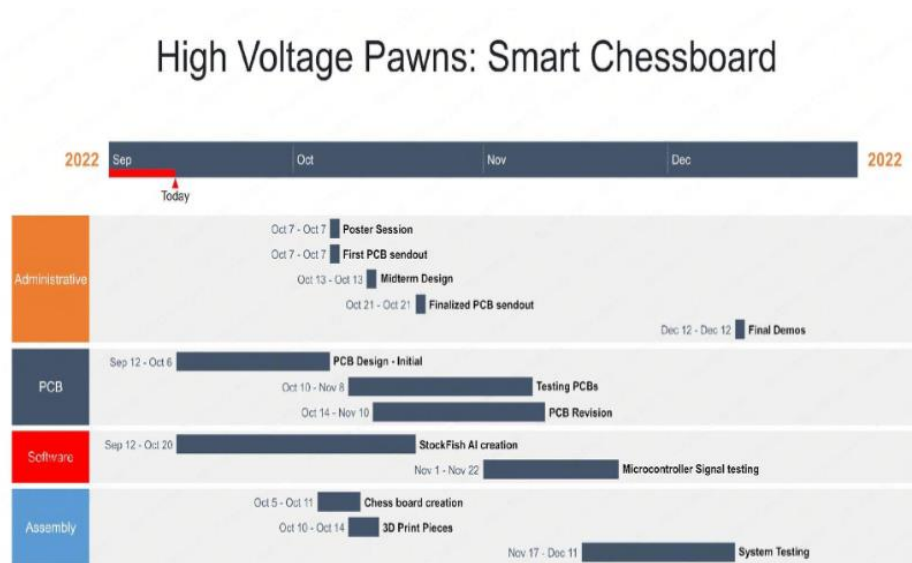 High Voltage Pawns: Smart Chessboard
2022 Sep Oct Nov Dec 2022
Today
Administrative
Oct 7 - Oct 7 Poster Session
Oct 7 - Oct 7 First PCB sendout
Oct 13 - Oct 13 Midterm Design
Oct 21 - Oct 21 Finalized PCB sendout
Dec 12 - Dec 12 Final Demos
PCB
Sep 12 - Oct 6 PCB Design - Initial
Oct 10 - Nov 8 Testing PCBs
Oct 14 - Nov 10 PCB Revision
Software
Sep 12 - Oct 20 StockFish AI creation
Nov 1 - Nov 22 Microcontroller Signal testing
Assembly
Oct 5 - Oct 11 Chess board creation
Oct 10 - Oct 14 3D Print Pieces
Nov 17 - Dec 11 System Testing